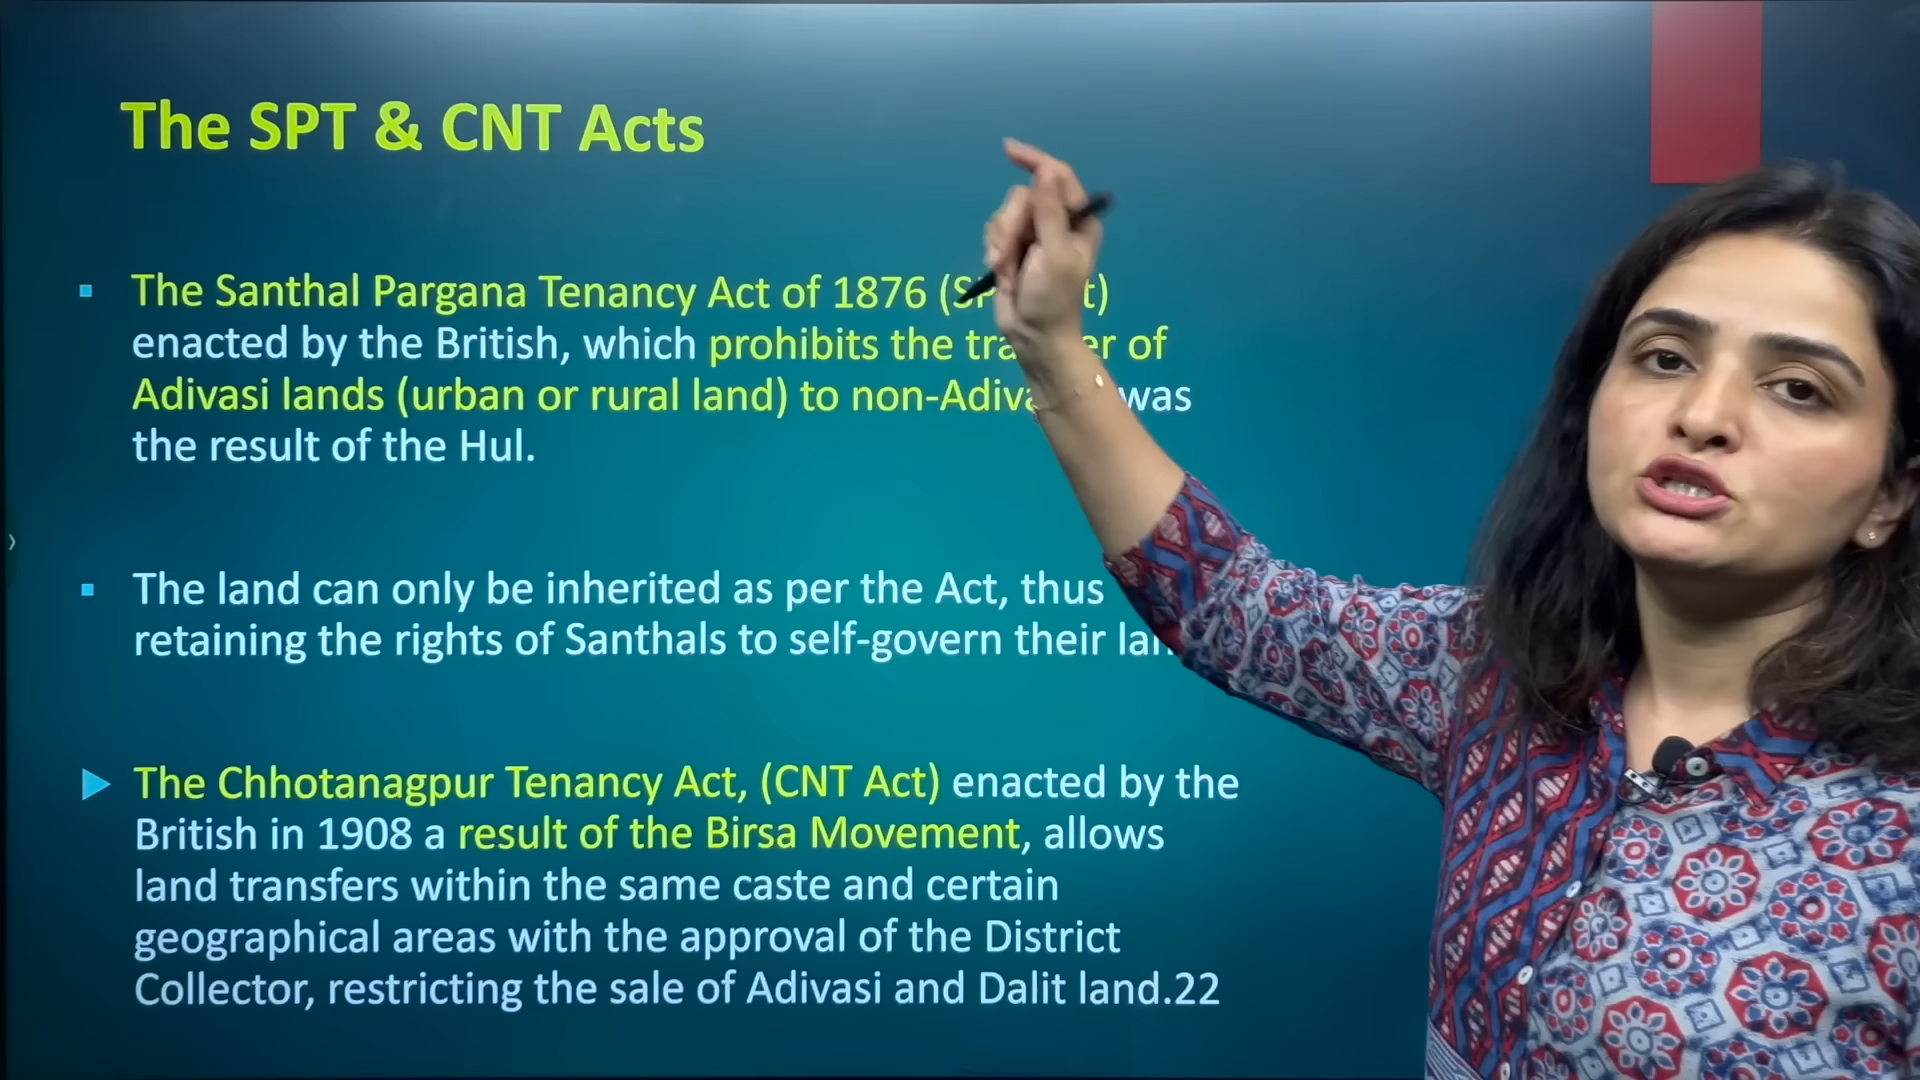 The SPT & CNT Acts
The Santhal Pargana Tenancy Act of 1876 (
enacted by the British, which prohibits the of
Adivasi lands (urban or rural land) to was
the result of the Hul.
The land can only be inherited as per the Act, thus
retaining the rights of Santhals to self-govern their
The Chhotanagpur Tenancy Act, (CNT Act) enacted by the
British in 1908 a result of the Birsa Movement, allows
land transfers within the same caste and certain
geographical areas with the approval of the District
Collector, restricting the sale of Adivasi and Dalit land.22